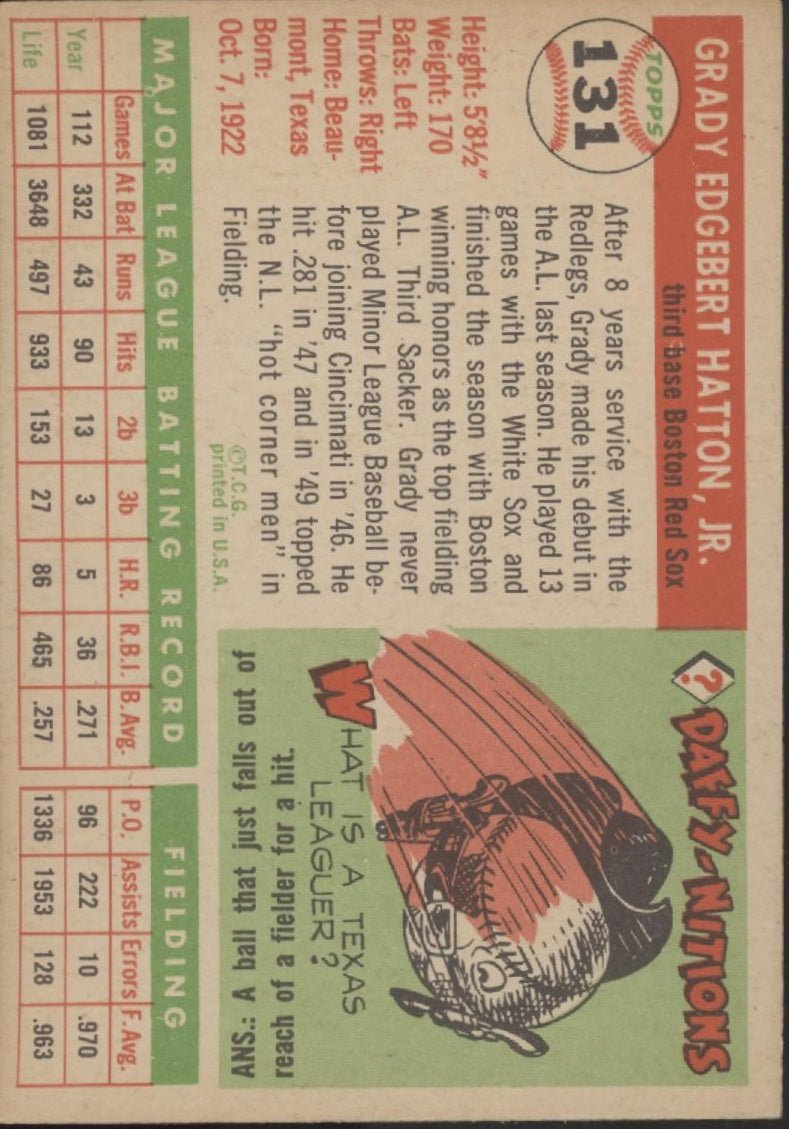 TOPPS
131
GRADY EDGEBERT HATTON, JR.
third base Boston Red Sox
Height: 5'8½"
Weight: 170
Bats: Left
Throws: Right
Home: Beau-
mont, Texas
Born:
Oct. 7, 1922
After 8 years service with the
Redlegs, Grady made his debut in
the A.L. last season. He played 13
games with the White Sox and
finished the season with Boston
winning honors as the top fielding
A.L. Third Sacker. Grady never
played Minor League Baseball be-
fore joining Cincinnati in '46. He
hit .281 in '47 and in '49 topped
the N.L. "hot corner men" in
Fielding.
©T.C.G.
printed in U.S.A.
? DAFFY-NITIONS
WHAT IS A TEXAS
LEAGUER?
ANS.: A ball that just falls out of
reach of a fielder for a hit.
MAJOR LEAGUE BATTING RECORD
FIELDING
Games At Bat Runs Hits 2b 3b H.R. R.B.I. B.Avg. P.O. Assists Errors F.Avg.
Year 112 332 43 90 13 3 5 36 .271 96 222 10 .970
Life 1081 3648 497 933 153 27 86 465 .257 1336 1953 128 .963